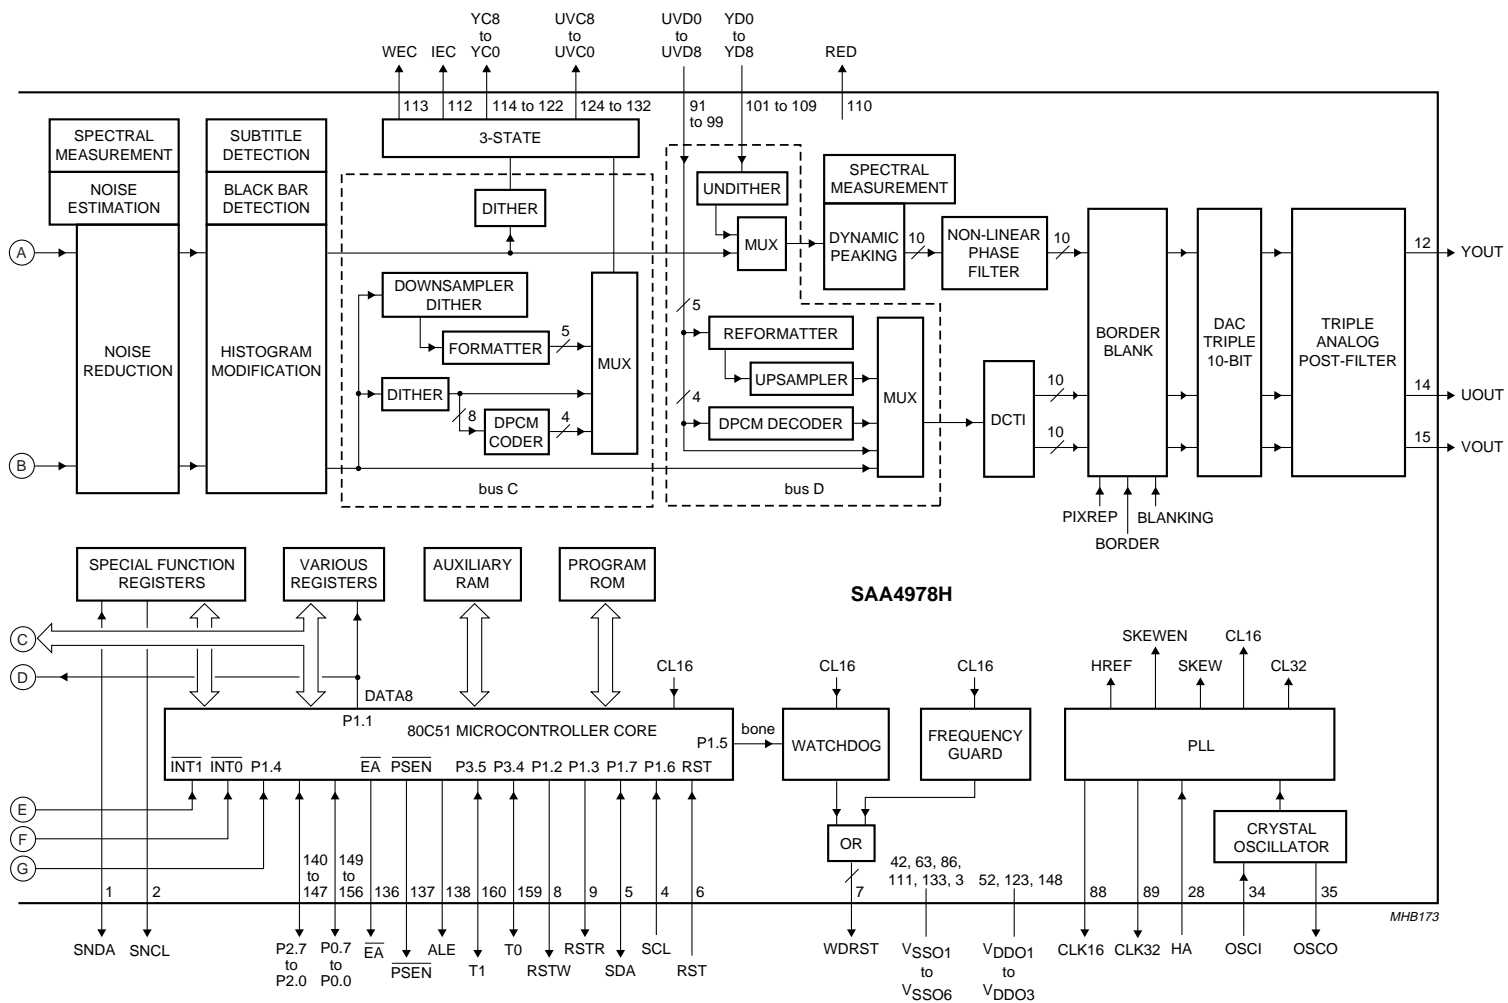 YC8
to
YC0
UVC8
to
UVC0
UVD0
to
UVD8
YD0
to
YD8
WEC
IEC
RED
113
112
114 to 122
124 to 132
91
to 99
101 to 109
110
SPECTRAL
MEASUREMENT
NOISE
ESTIMATION
NOISE
REDUCTION
SUBTITLE
DETECTION
BLACK BAR
DETECTION
HISTOGRAM
MODIFICATION
3-STATE
DITHER
DOWNSAMPLER
DITHER
FORMATTER
5
DITHER
8
DPCM
CODER
4
MUX
bus C
UNDITHER
MUX
5
REFORMATTER
UPSAMPLER
4
DPCM DECODER
MUX
bus D
SPECTRAL
MEASUREMENT
DYNAMIC
PEAKING
10
NON-LINEAR
PHASE
FILTER
10
DCTI
10
10
BORDER
BLANK
DAC
TRIPLE
10-BIT
TRIPLE
ANALOG
POST-FILTER
12
YOUT
14
UOUT
15
VOUT
PIXREP
BLANKING
BORDER
A
B
SPECIAL FUNCTION
REGISTERS
VARIOUS
REGISTERS
AUXILIARY
RAM
PROGRAM
ROM
SAA4978H
C
D
E
F
G
DATA8
CL16
CL16
CL16
HREF
SKEWEN
SKEW
CL16
CL32
P1.1
80C51 MICROCONTROLLER CORE
P1.5
bone
WATCHDOG
FREQUENCY
GUARD
PLL
INT1
INT0
P1.4
EA
PSEN
P3.5
P3.4
P1.2
P1.3
P1.7
P1.6
RST
OR
CRYSTAL
OSCILLATOR
1
2
140
to
147
149
to
156
136
137
138
160
159
8
9
5
4
6
7
42, 63, 86,
111, 133, 3
52, 123, 148
88
89
28
34
35
MHB173
SNDA
SNCL
P2.7
to
P2.0
P0.7
to
P0.0
EA
PSEN
ALE
T1
T0
RSTW
RSTR
SDA
SCL
RST
WDRST
VSSO1
to
VSSO6
VDDO1
to
VDDO3
CLK16
CLK32
HA
OSCI
OSCO